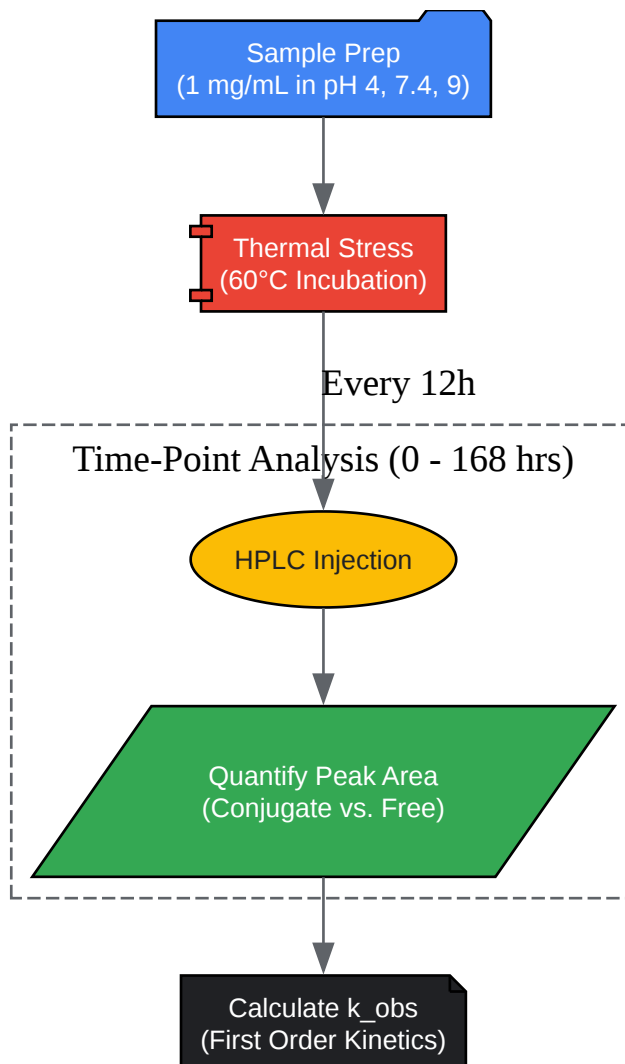 Sample Prep
(1 mg/mL in pH 4, 7.4, 9)
Thermal Stress
(60°C Incubation)
Every 12h
Time-Point Analysis (0 - 168 hrs)
HPLC Injection
Quantify Peak Area
(Conjugate vs. Free)
Calculate k_obs
(First Order Kinetics)